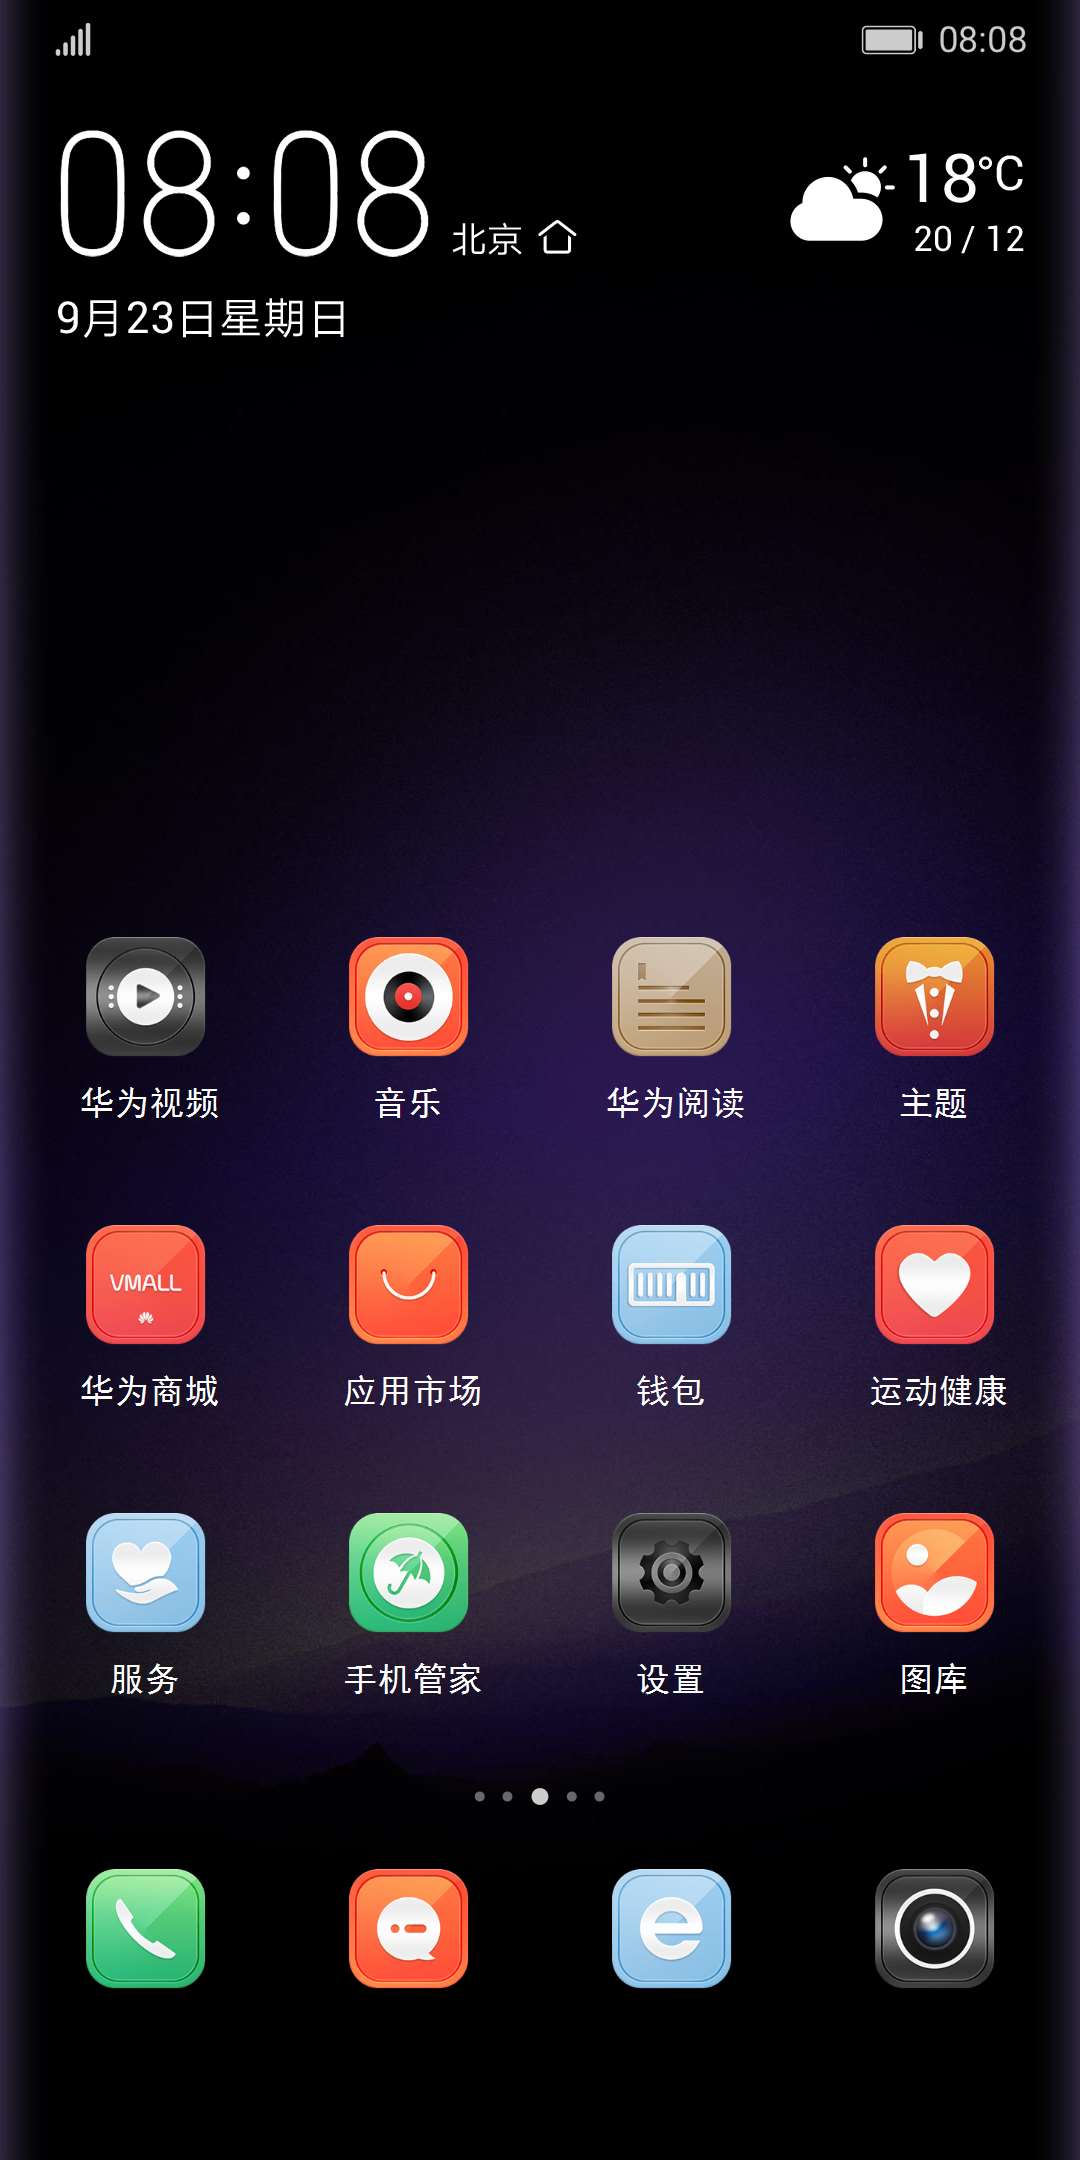 08:08
08:08 北京
18°C
20 / 12
9月23日星期日
华为视频 音乐 华为阅读 主题
VMALL
华为商城 应用市场 钱包 运动健康
服务 手机管家 设置 图库